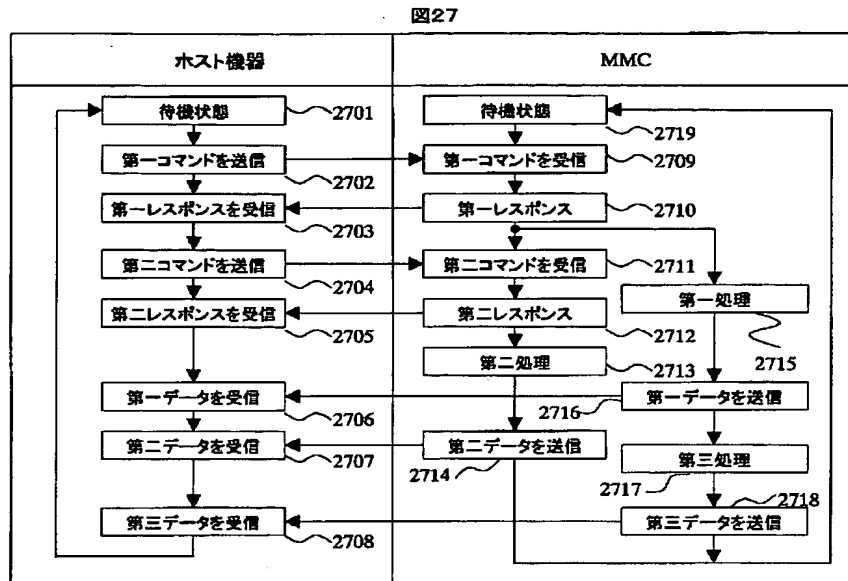 図27
ホスト機器 MMC
待機状態 2701 待機状態 2719
第一コマンドを送信 2702 第一コマンドを受信 2709
第一レスポンスを受信 2703 第一レスポンス 2710
第二コマンドを送信 2704 第二コマンドを受信 2711
第一処理 2715
第二レスポンスを受信 2705 第二レスポンス 2712
第二処理 2713
第一データを受信 2706 2716 第一データを送信
第二データを受信 2707 第二データを送信 2714
第三処理 2717
第三データを受信 2708 第三データを送信 2718